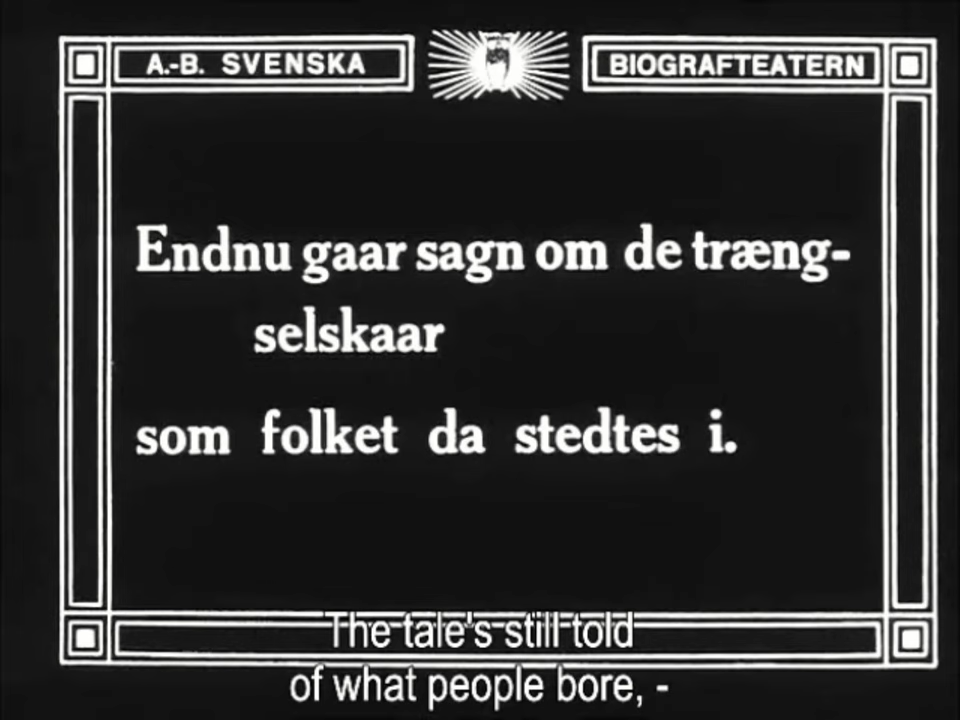 A.-B. SVENSKA
BIOGRAFTEATERN
Endnu gaar sagn om de træng-
selskaar
som folket da stedtes i.
The tale's still told
of what people bore, -